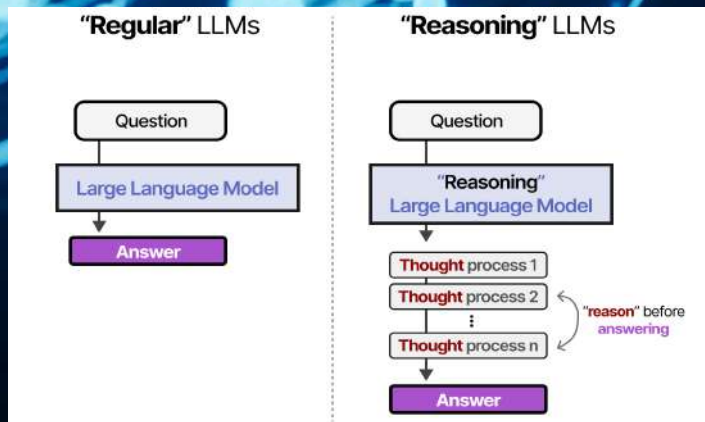 “Regular” LLMs
Question
Large Language Model
Answer
“Reasoning” LLMs
Question
“Reasoning”
Large Language Model
Thought process 1
Thought process 2
⋮
Thought process n
“reason” before
answering
Answer